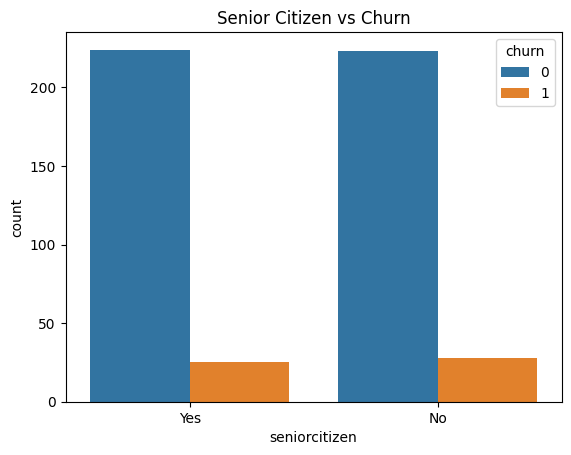 Senior Citizen vs Churn
churn
0
1
200
150
100
50
0
count
Yes
No
seniorcitizen